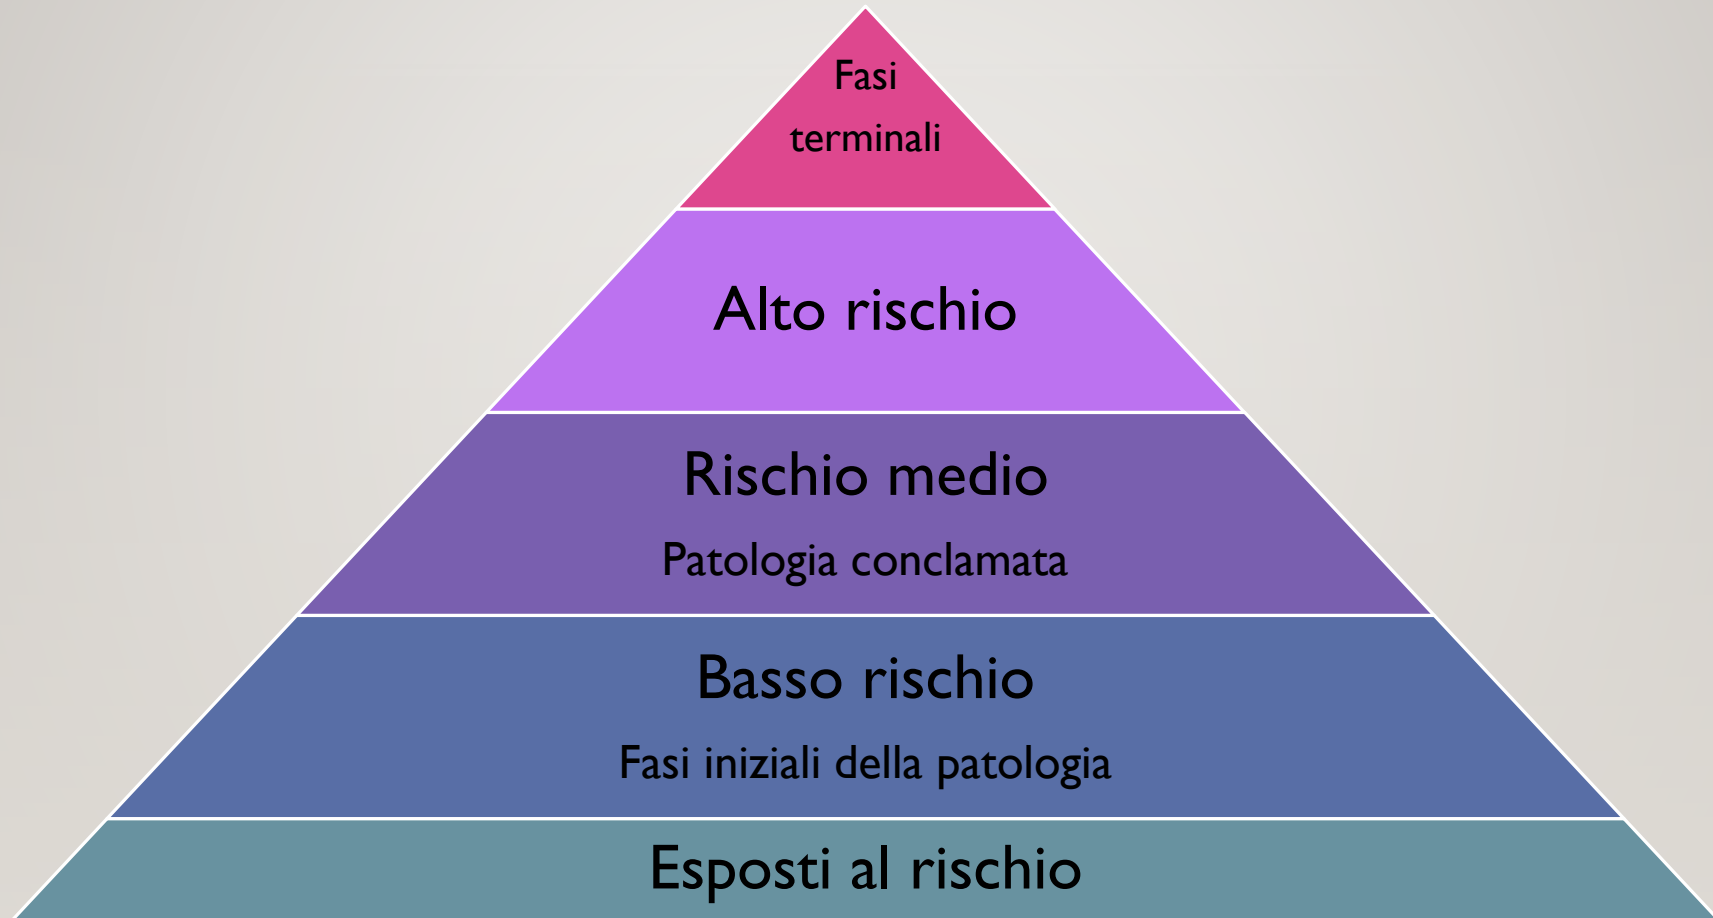 Fasi
terminali
Alto rischio
Rischio medio
Patologia conclamata
Basso rischio
Fasi iniziali della patologia
Esposti al rischio